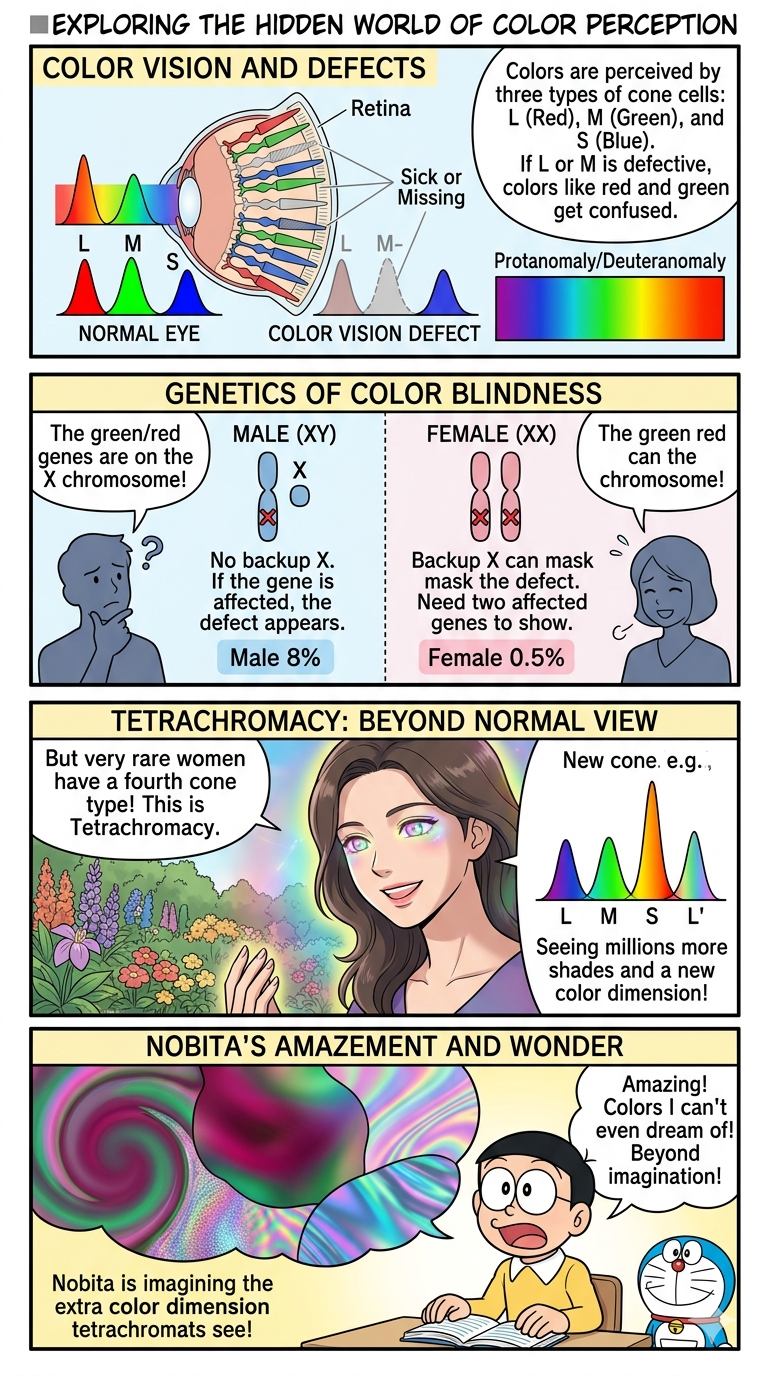 EXPLORING THE HIDDEN WORLD OF COLOR PERCEPTION
COLOR VISION AND DEFECTS
Retina
Sick or
Missing
L M
S
L M-
NORMAL EYE
COLOR VISION DEFECT
Colors are perceived by
three types of cone cells:
L (Red), M (Green), and
S (Blue).
If L or M is defective,
colors like red and green
get confused.
Protanomaly/Deuteranomaly
GENETICS OF COLOR BLINDNESS
The green/red
genes are on the
X chromosome!
?
MALE (XY)
X
No backup X.
If the gene is
affected, the
defect appears.
Male 8%
FEMALE (XX)
Backup X can mask
mask the defect.
Need two affected
genes to show.
Female 0.5%
The green red
can the
chromosome!
TETRACHROMACY: BEYOND NORMAL VIEW
But very rare women
have a fourth cone
type! This is
Tetrachromacy.
New cone. e.g. ,
L M S L'
Seeing millions more
shades and a new
color dimension!
NOBITA'S AMAZEMENT AND WONDER
Amazing!
Colors I can't
even dream of!
Beyond
imagination!
Nobita is imagining the
extra color dimension
tetrachromats see!